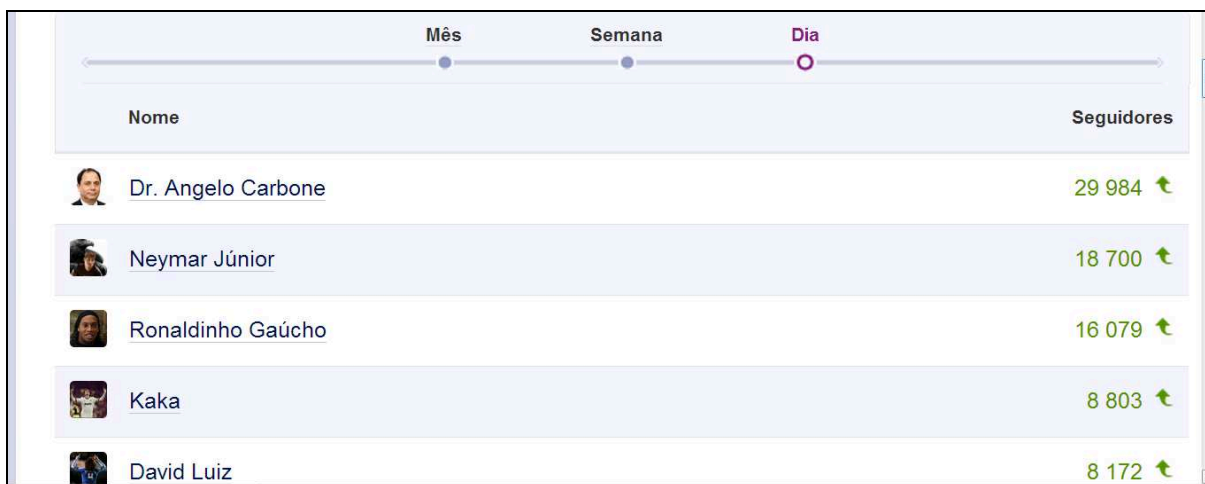 Mês Semana Dia
Nome Seguidores
Dr. Angelo Carbone 29 984
Neymar Júnior 18 700
Ronaldinho Gaúcho 16 079
Kaka 8 803
David Luiz 8 172